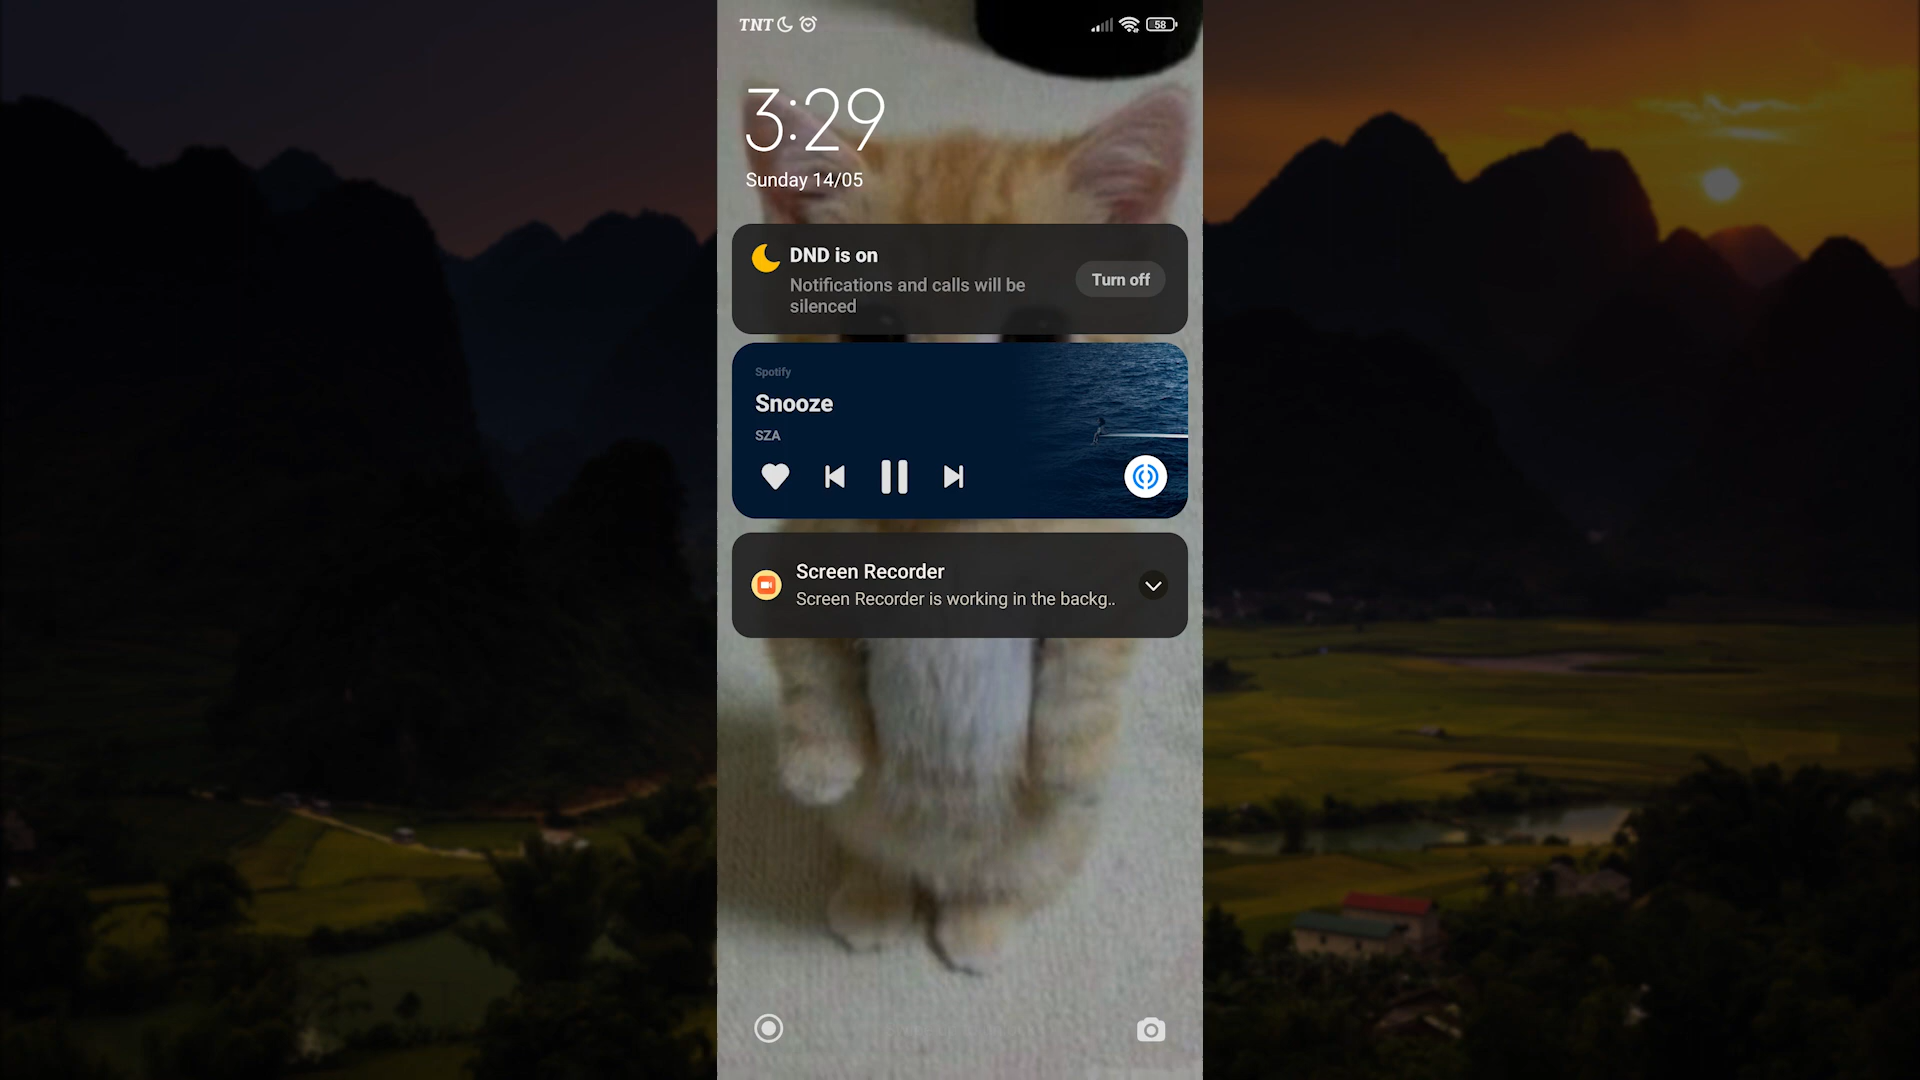 TNT 58
3:29
Sunday 14/05
DND is on
Notifications and calls will be
silenced
Turn off
Spotify
Snooze
SZA
Screen Recorder
Screen Recorder is working in the backg..